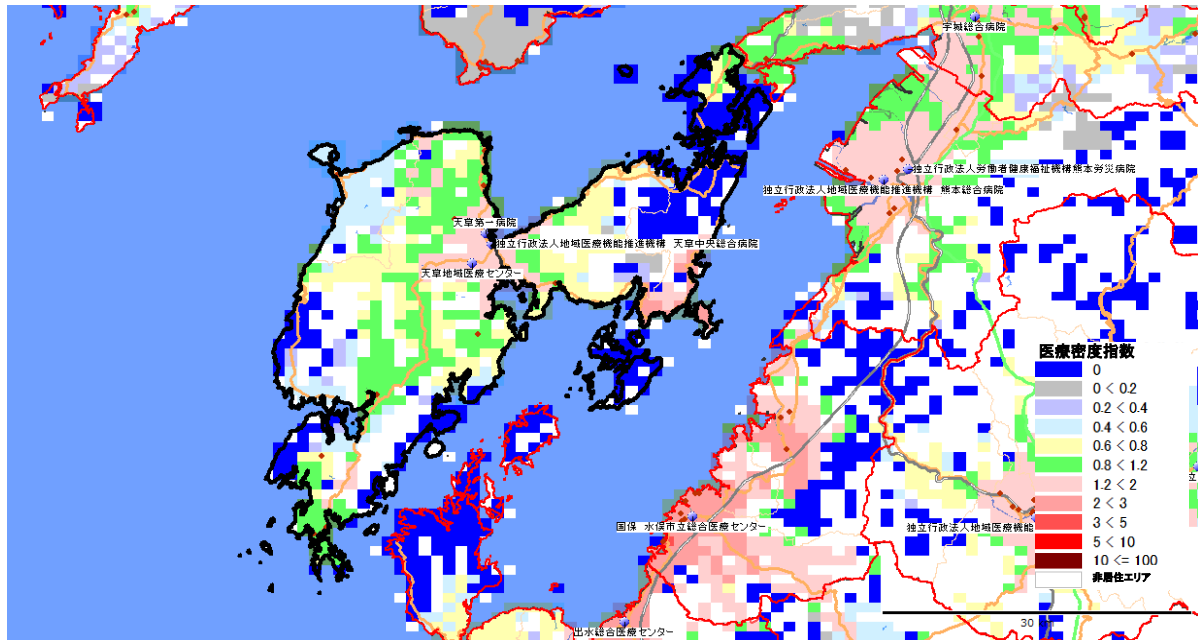 宇城総合病院
独立行政法人労働者健康福祉機構熊本労災病院
独立行政法人地域医療機能推進機構 熊本総合病院
天草第一病院
独立行政法人地域医療機能推進機構 天草中央総合病院
天草地域医療センター
医療密度指数
0
0 < 0.2
0.2 < 0.4
0.4 < 0.6
0.6 < 0.8
0.8 < 1.2
1.2 < 2
2 < 3
3 < 5
5 < 10
10 <= 100
非居住エリア
国保 水俣市立総合医療センター
独立行政法人地域医療機能
出水総合医療センター
30